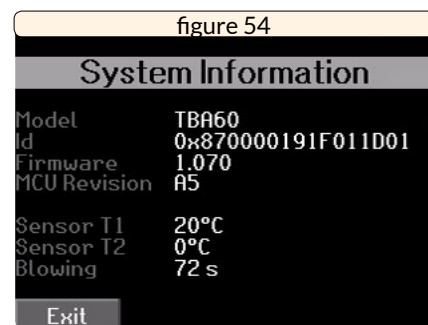 figure 54
System Information
Model TBA60
Id 0x870000191F011D01
Firmware 1.070
MCU Revision A5
Sensor T1 20°C
Sensor T2 0°C
Blowing 72 s
Exit